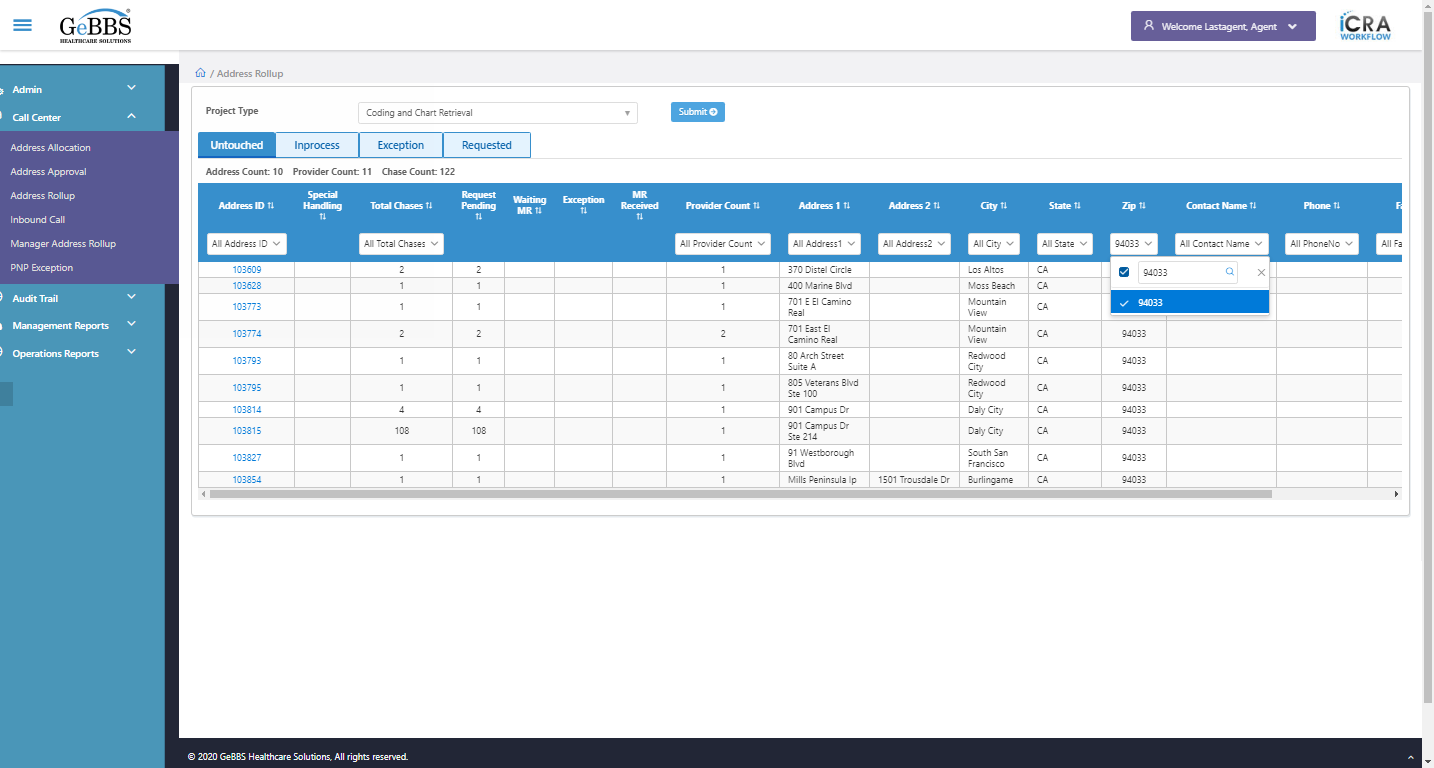 GeBBS
HEALTHCARE SOLUTIONS
Welcome Lastagent, Agent
iCRA
WORKFLOW
Admin
Call Center
Address Allocation
Address Approval
Address Rollup
Inbound Call
Manager Address Rollup
PNP Exception
Audit Trail
Management Reports
Operations Reports
/ Address Rollup
Project Type Coding and Chart Retrieval Submit
Untouched Inprocess Exception Requested
Address Count: 10 Provider Count: 11 Chase Count: 122
Address ID Special Handling Total Chases Request Pending Waiting MR Exception MR Received Provider Count Address 1 Address 2 City State Zip Contact Name Phone Fa
All Address ID All Total Chases All Provider Count All Address1 All Address2 All City All State 94033 All Contact Name All PhoneNo All Fa
94033
94033
103609 2 2 1 370 Distel Circle Los Altos CA
103628 1 1 1 400 Marine Blvd Moss Beach CA
103773 1 1 1 701 E El Camino Real Mountain View CA
103774 2 2 2 701 East El Camino Real Mountain View CA 94033
103793 1 1 1 80 Arch Street Suite A Redwood City CA 94033
103795 1 1 1 805 Veterans Blvd Ste 100 Redwood City CA 94033
103814 4 4 1 901 Campus Dr Daly City CA 94033
103815 108 108 1 901 Campus Dr Ste 214 Daly City CA 94033
103827 1 1 1 91 Westborough Blvd South San Francisco CA 94033
103854 1 1 1 Mills Peninsula Ip 1501 Trousdale Dr Burlingame CA 94033
© 2020 GeBBS Healthcare Solutions, All rights reserved.